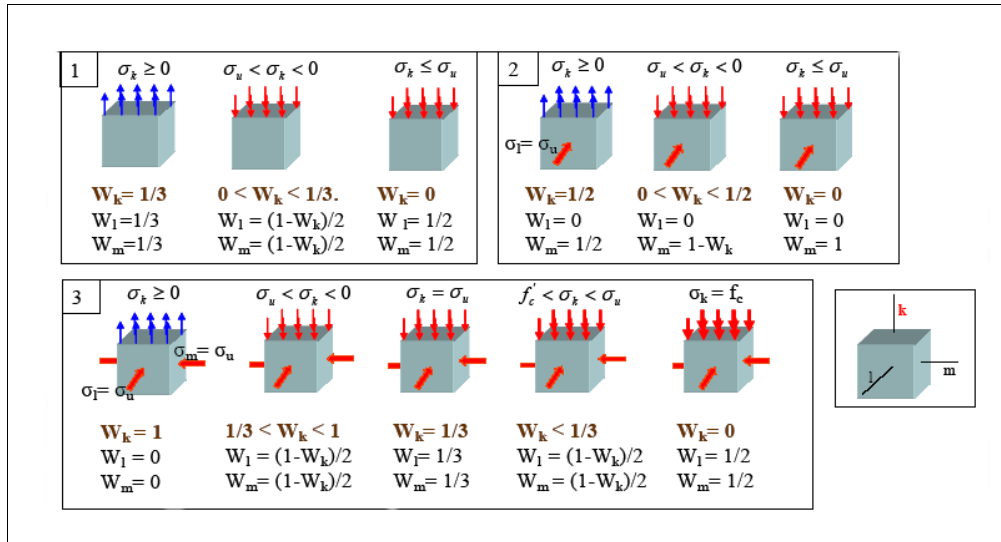 1
σk ≥ 0
σu < σk < 0
σk ≤ σu
Wk= 1/3
0 < Wk < 1/3.
Wk= 0
Wl=1/3
Wl = (1-Wk)/2
W l= 1/2
Wm=1/3
Wm= (1-Wk)/2
Wm= 1/2
2
σk ≥ 0
σu < σk < 0
σk ≤ σu
σl= σu
Wk=1/2
0 < Wk < 1/2
Wk= 0
Wl = 0
Wl = 0
Wl = 0
Wm= 1/2
Wm= 1-Wk
Wm= 1
3
σk ≥ 0
σu < σk < 0
σk = σu
fc' < σk < σu
σk = fc
σm= σu
σl= σu
Wk= 1
1/3 < Wk < 1
Wk= 1/3
Wk < 1/3
Wk= 0
Wl = 0
Wl = (1-Wk)/2
Wl= 1/3
Wl = (1-Wk)/2
Wl= 1/2
Wm= 0
Wm= (1-Wk)/2
Wm= 1/3
Wm= (1-Wk)/2
Wm= 1/2
k
l
m